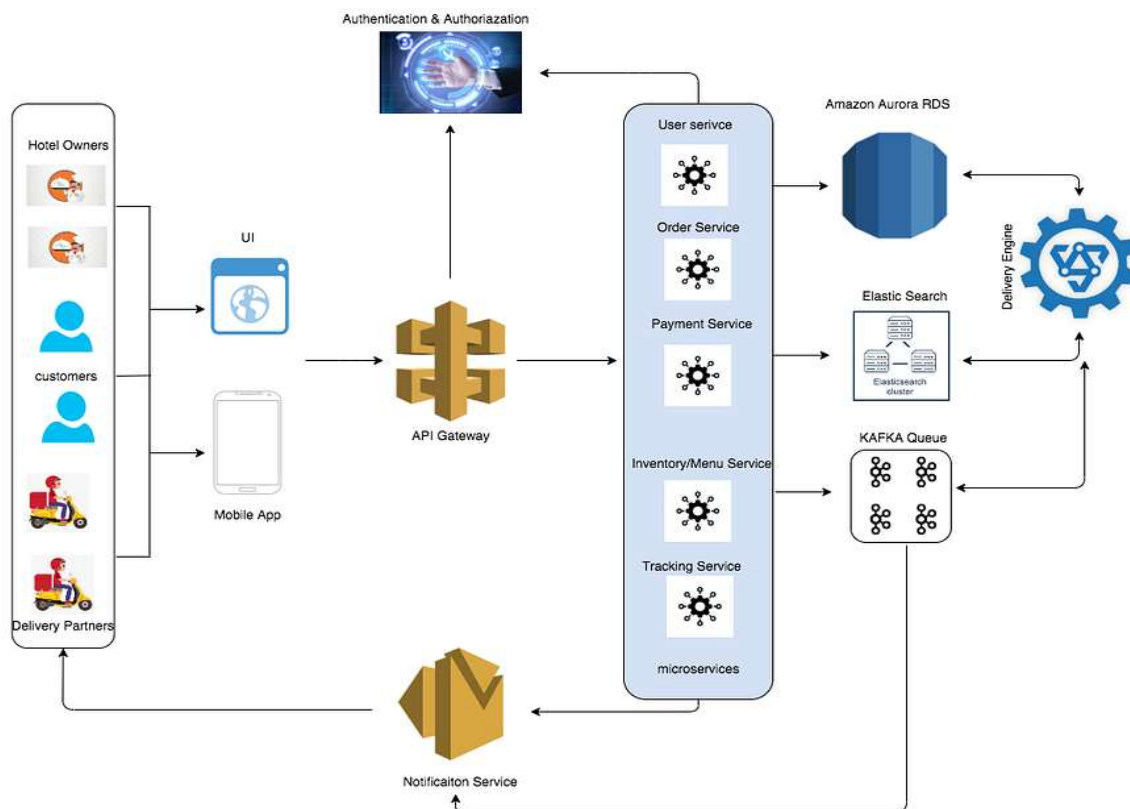 Authentication & Authoriazation
Hotel Owners
customers
Delivery Partners
UI
Mobile App
API Gateway
User serivce
Order Service
Payment Service
Inventory/Menu Service
Tracking Service
microservices
Amazon Aurora RDS
Elastic Search
Elasticsearch
cluster
KAFKA Queue
Delivery Engine
Notificaiton Service